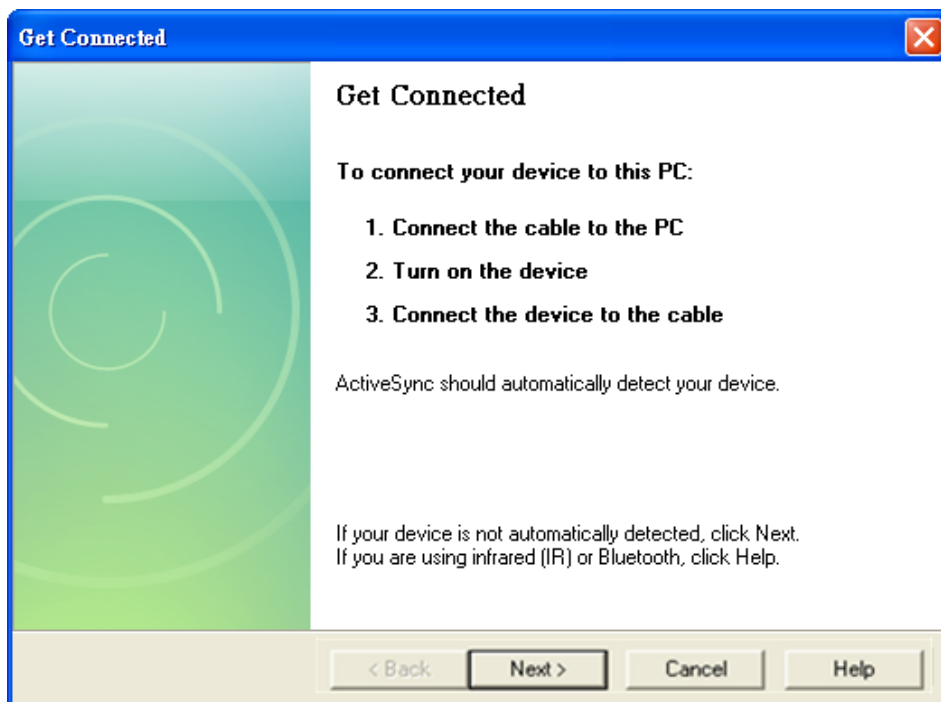 Get Connected
Get Connected
To connect your device to this PC:
1. Connect the cable to the PC
2. Turn on the device
3. Connect the device to the cable
ActiveSync should automatically detect your device.
If your device is not automatically detected, click Next.
If you are using infrared (IR) or Bluetooth, click Help.
< Back
Next >
Cancel
Help